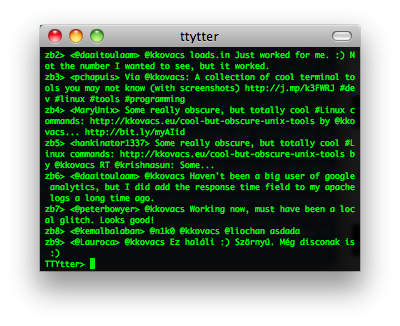 ttytter
zb2> <@daaitoulaam> @kkovacs loads.in Just worked for me. :) N
ot the number I wanted to see, but it worked.
zb3> <pchapuis> Via @kkovacs: A collection of cool terminal to
ols you may not know (with screenshots) http://j.mp/k3FWRJ #de
v #linux #tools #programming
zb4> <MaryUnix> Some really obscure, but totally cool #Linux c
ommands: http://kkovacs.eu/cool-but-obscure-unix-tools by @kko
vacs... http://bit.ly/myAIid
zb5> <hankinator1337> Some really obscure, but totally cool #L
inux commands: http://kkovacs.eu/cool-but-obscure-unix-tools b
y @kkovacs RT @krishnasun: Some...
zb6> <@daaitoulaam> @kkovacs Haven't been a big user of google
analytics, but I did add the response time field to my apache
logs a long time ago.
zb7> <@peterbowyer> @kkovacs Working now, must have been a loc
al glitch. Looks good!
zb8> <@kemalbalaban> @n1k0 @kkovacs @liochan asdada
zb9> <@Lauroca> @kkovacs Ez haláli :) Szörnyű. Még disconak is
:)
TTYtter>